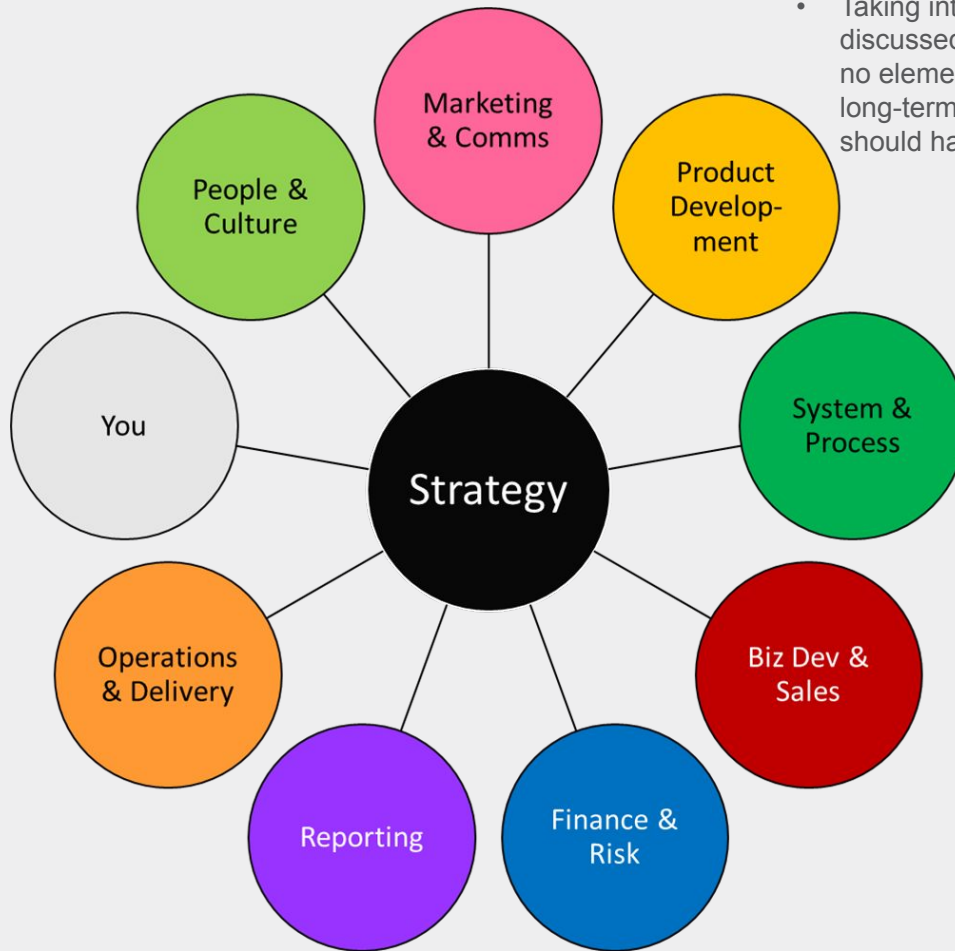 • Taking int
discussed
no eleme
long-term
should ha
Marketing
& Comms
Product
Develop-
ment
People &
Culture
System &
Process
You
Strategy
Operations
& Delivery
Biz Dev &
Sales
Reporting
Finance &
Risk